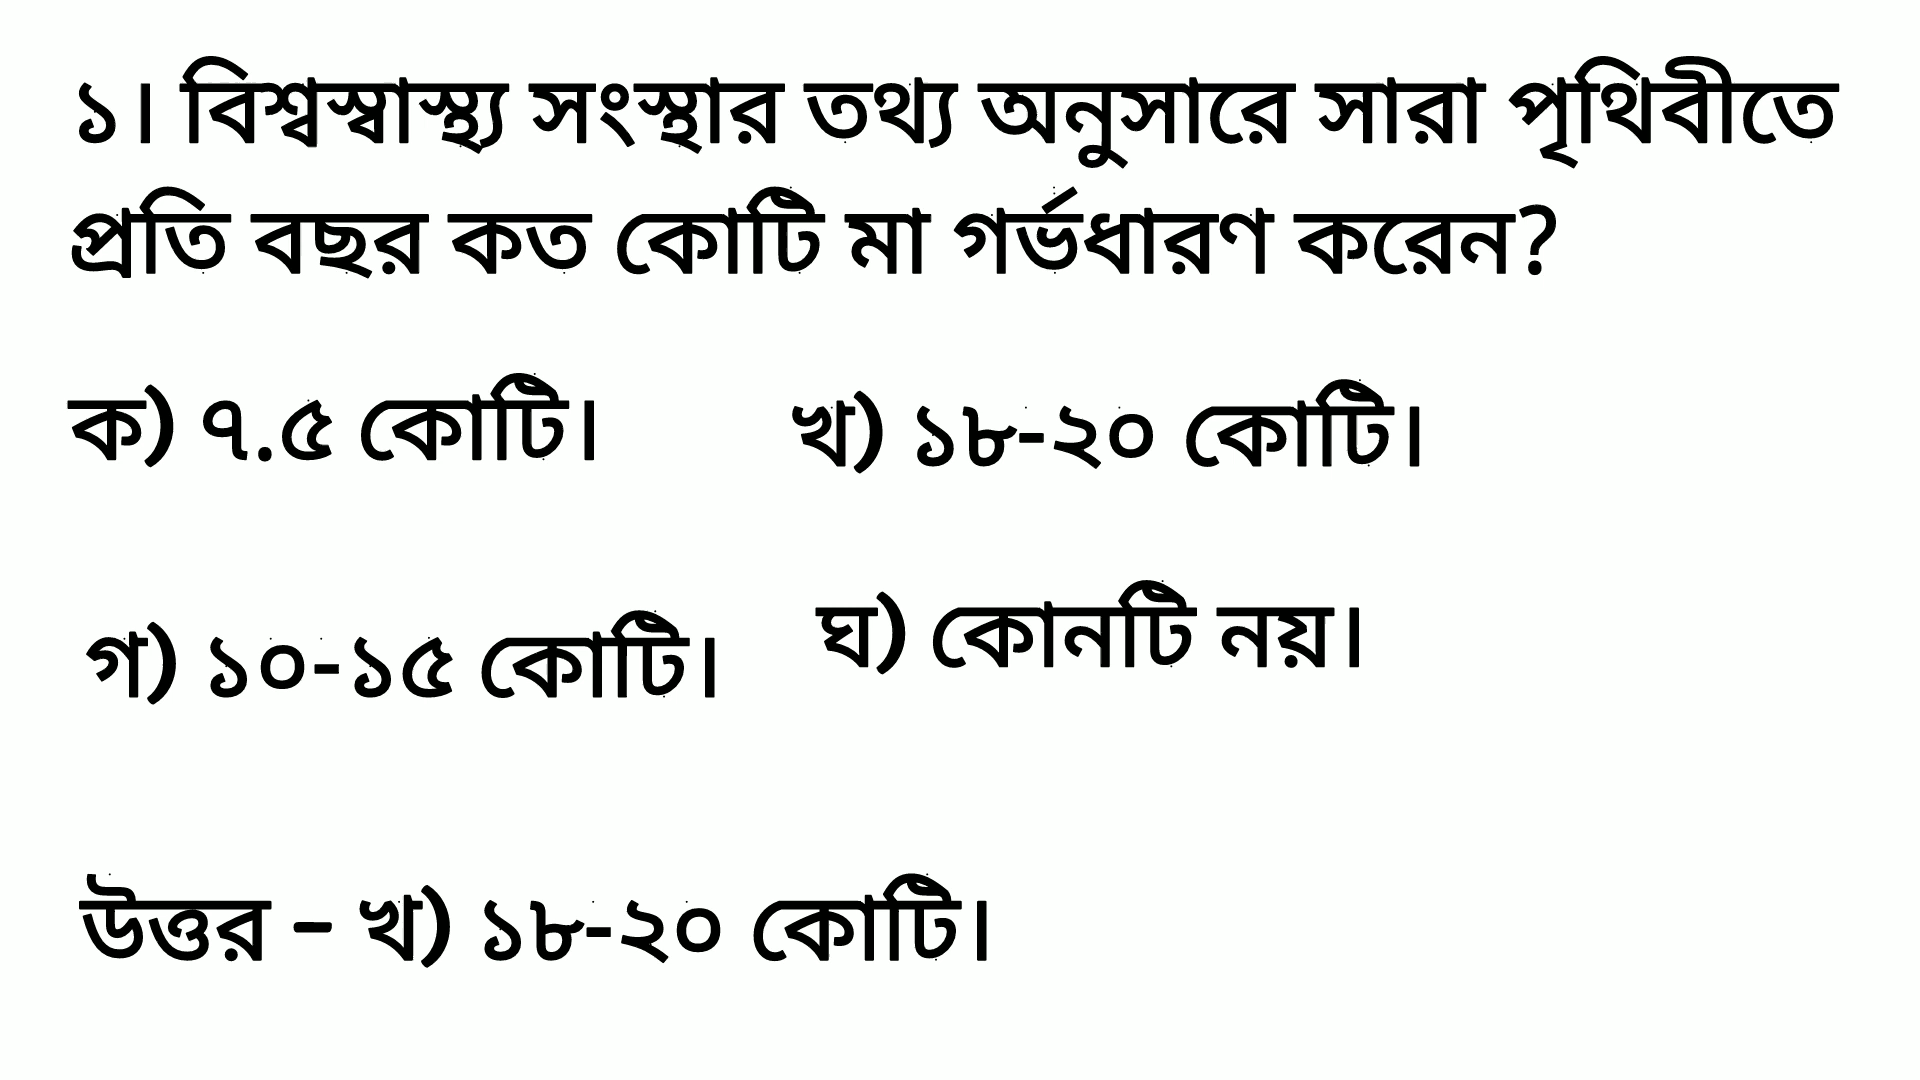 ১। বিশ্বস্বাস্থ্য সংস্থার তথ্য অনুসারে সারা পৃথিবীতে
প্রতি বছর কত কোটি মা গর্ভধারণ করেন?
ক) ৭.৫ কোটি।
খ) ১৮-২০ কোটি।
গ) ১০-১৫ কোটি।
ঘ) কোনটি নয়।
উত্তর – খ) ১৮-২০ কোটি।